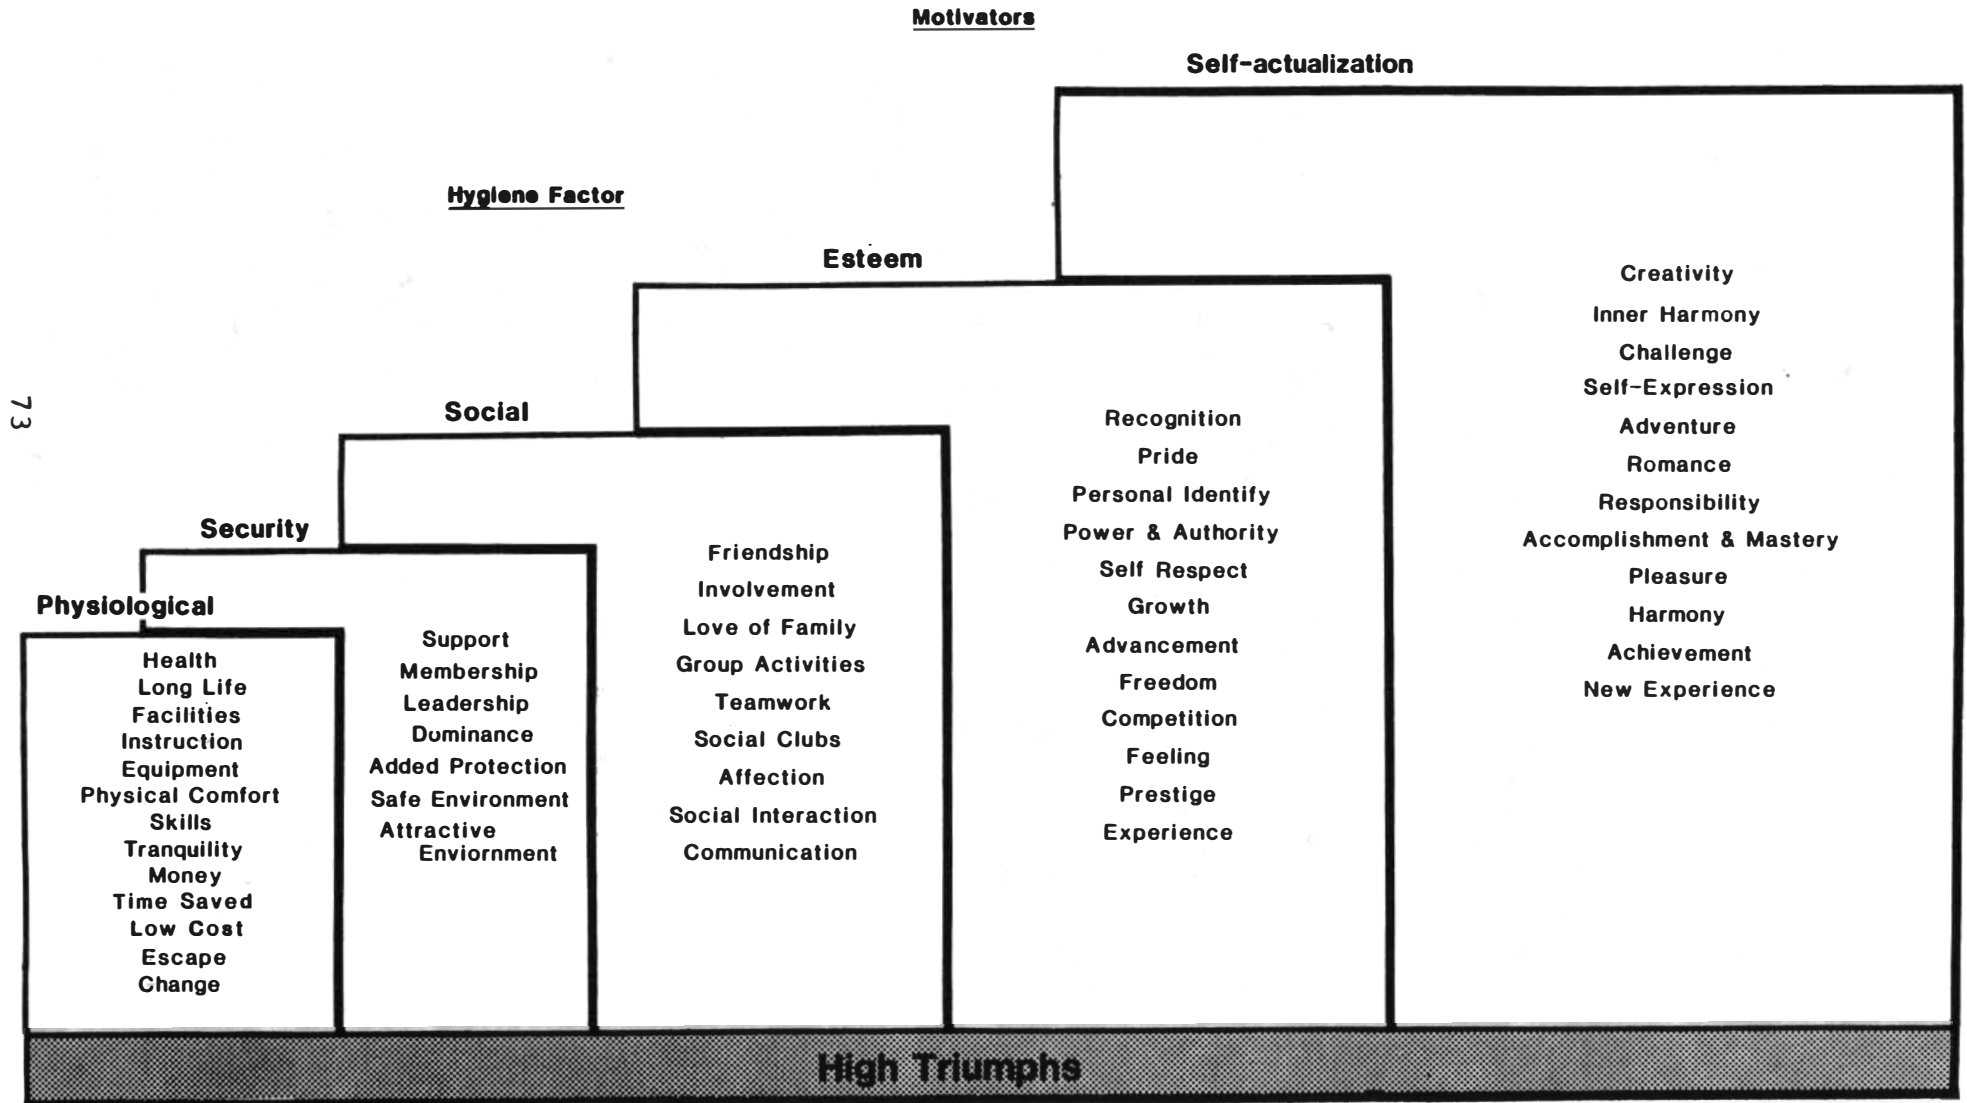 Motivators
Self-actualization
Hygiene Factor
Esteem
Social
Security
Physiological
Health
Long Life
Facilities
Instruction
Equipment
Physical Comfort
Skills
Tranquility
Money
Time Saved
Low Cost
Escape
Change
Support
Membership
Leadership
Dominance
Added Protection
Safe Environment
Attractive
Enviornment
Friendship
Involvement
Love of Family
Group Activities
Teamwork
Social Clubs
Affection
Social Interaction
Communication
Recognition
Pride
Personal Identify
Power & Authority
Self Respect
Growth
Advancement
Freedom
Competition
Feeling
Prestige
Experience
Creativity
Inner Harmony
Challenge
Self-Expression
Adventure
Romance
Responsibility
Accomplishment & Mastery
Pleasure
Harmony
Achievement
New Experience
High Triumphs
73